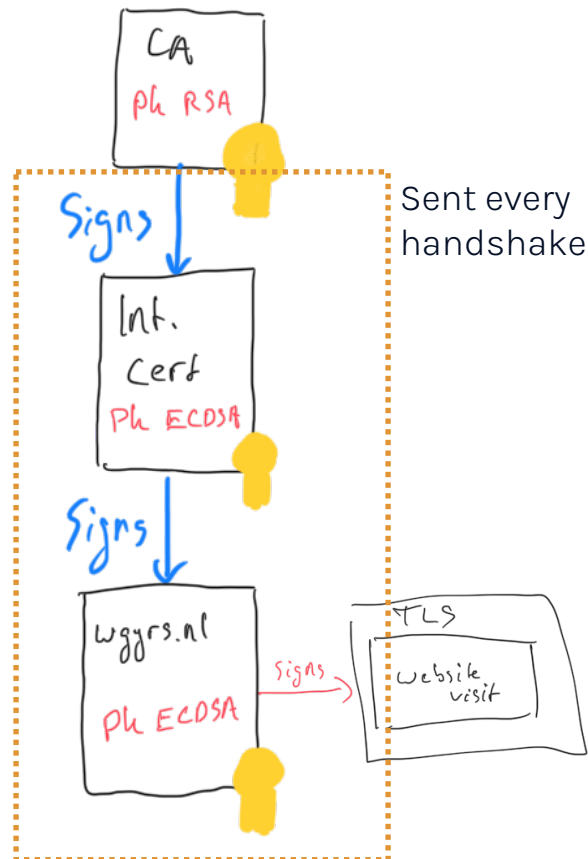 CA
Pk RSA
Signs
Sent every
handshake
Int.
Cert
Pk ECDSA
Signs
wggrs.nl
Pk ECDSA
signs
TLS
website
visit